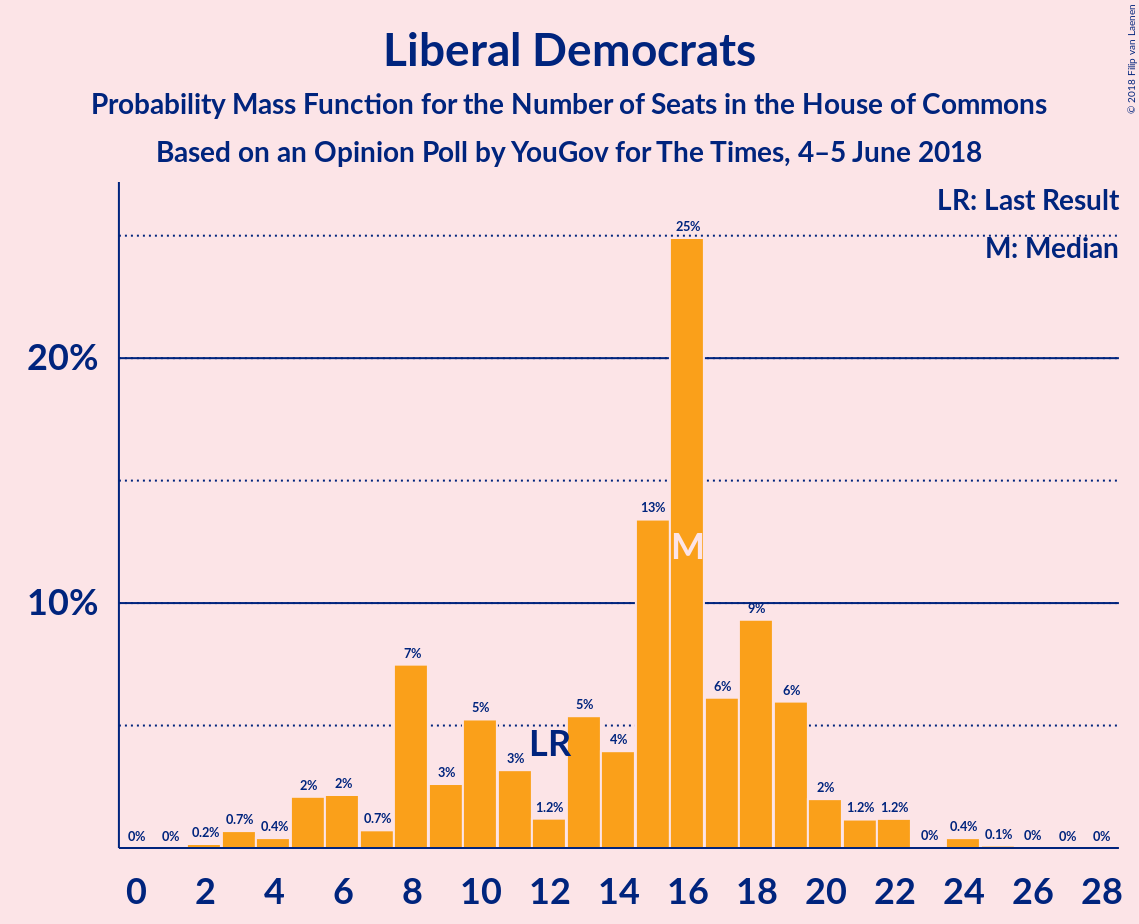 Liberal Democrats
Probability Mass Function for the Number of Seats in the House of Commons
Based on an Opinion Poll by YouGov for The Times, 4–5 June 2018
© 2018 Filip van Laenen
LR: Last Result
M: Median
20%
10%
0% 0% 0.2% 0.7% 0.4% 2% 2% 0.7% 7% 3% 5% 3% 1.2% 5% 4% 13% 25% 6% 9% 6% 2% 1.2% 1.2% 0% 0.4% 0.1% 0% 0% 0%
LR
M
0 2 4 6 8 10 12 14 16 18 20 22 24 26 28